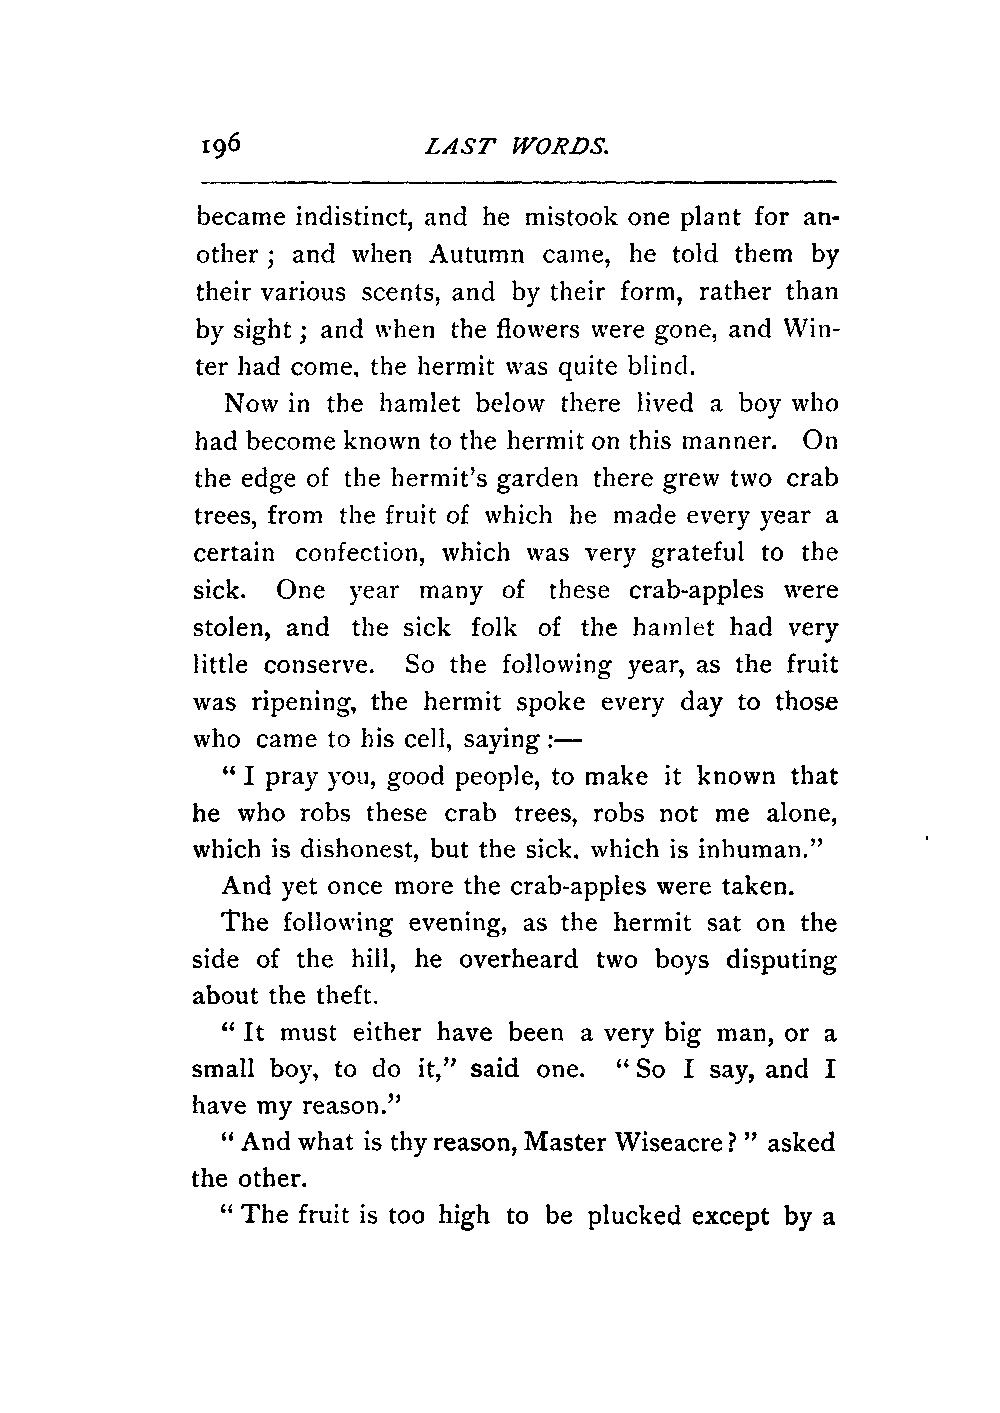 196 LAST WORDS.
became indistinct, and he mistook one plant for an-
other ; and when Autumn came, he told them by
their various scents, and by their form, rather than
by sight ; and when the flowers were gone, and Win-
ter had come, the hermit was quite blind.
Now in the hamlet below there lived a boy who
had become known to the hermit on this manner. On
the edge of the hermit's garden there grew two crab
trees, from the fruit of which he made every year a
certain confection, which was very grateful to the
sick. One year many of these crab-apples were
stolen, and the sick folk of the hamlet had very
little conserve. So the following year, as the fruit
was ripening, the hermit spoke every day to those
who came to his cell, saying :—
“ I pray you, good people, to make it known that
he who robs these crab trees, robs not me alone,
which is dishonest, but the sick, which is inhuman.”
And yet once more the crab-apples were taken.
The following evening, as the hermit sat on the
side of the hill, he overheard two boys disputing
about the theft.
“ It must either have been a very big man, or a
small boy, to do it,” said one. “ So I say, and I
have my reason.”
“ And what is thy reason, Master Wiseacre ? ” asked
the other.
“ The fruit is too high to be plucked except by a